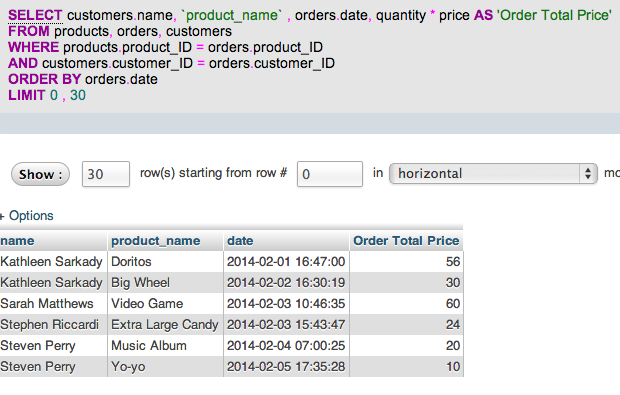 SELECT customers.name, `product_name` , orders.date, quantity * price AS 'Order Total Price'
FROM products, orders, customers
WHERE products.product_ID = orders.product_ID
AND customers.customer_ID = orders.customer_ID
ORDER BY orders.date
LIMIT 0 , 30
Show : 30 row(s) starting from row # 0 in horizontal mo
+ Options
name product_name date Order Total Price
Kathleen Sarkady Doritos 2014-02-01 16:47:00 56
Kathleen Sarkady Big Wheel 2014-02-02 16:30:19 30
Sarah Matthews Video Game 2014-02-03 10:46:35 60
Stephen Riccardi Extra Large Candy 2014-02-03 15:43:47 24
Steven Perry Music Album 2014-02-04 07:00:25 20
Steven Perry Yo-yo 2014-02-05 17:35:28 10